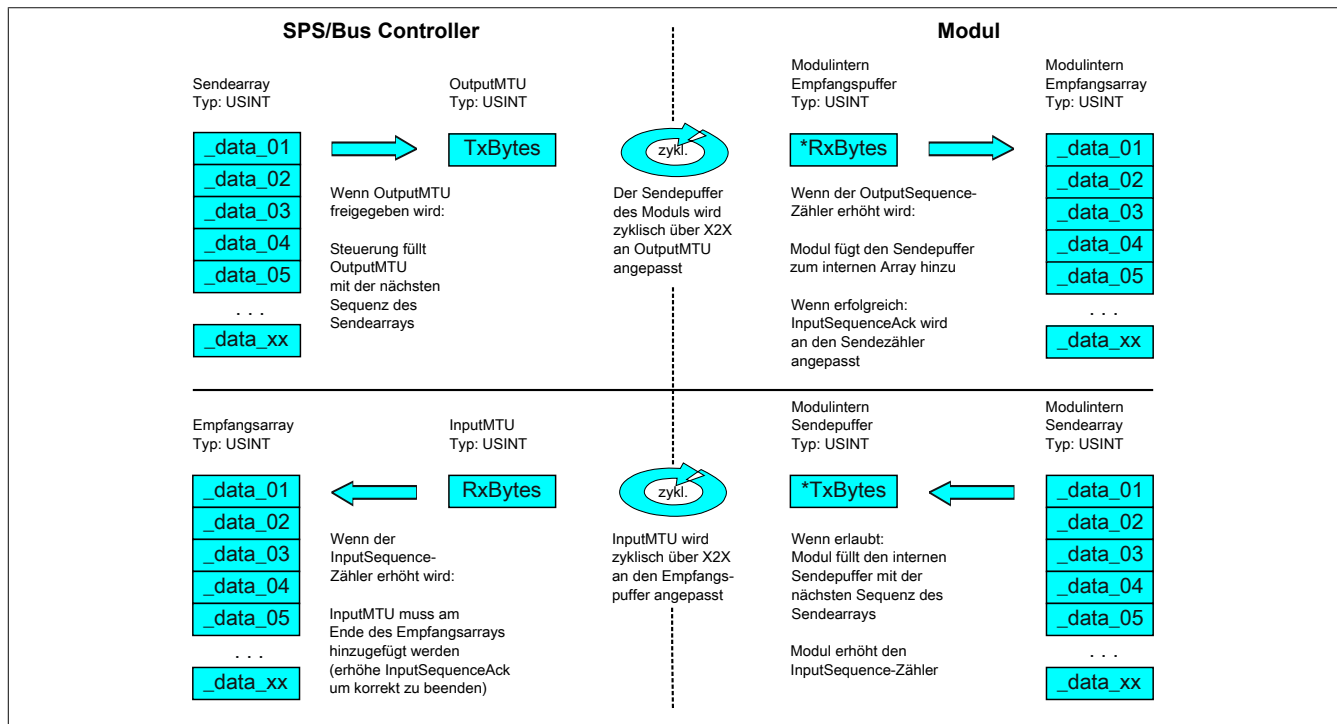 SPS/Bus Controller
Modul
Sendearray
Typ: USINT
_data_01
_data_02
_data_03
_data_04
_data_05
. . .
_data_xx
Wenn OutputMTU
freigegeben wird:
Steuerung füllt
OutputMTU
mit der nächsten
Sequenz des
Sendearrays
OutputMTU
Typ: USINT
TxBytes
zykl.
Der Sendepuffer
des Moduls wird
zyklisch über X2X
an OutputMTU
angepasst
Modulintern
Empfangspuffer
Typ: USINT
*RxBytes
Wenn der OutputSequence-
Zähler erhöht wird:
Modul fügt den Sendepuffer
zum internen Array hinzu
Wenn erfolgreich:
InputSequenceAck wird
an den Sendezähler
angepasst
Modulintern
Empfangsarray
Typ: USINT
_data_01
_data_02
_data_03
_data_04
_data_05
. . .
_data_xx
Empfangsarray
Typ: USINT
_data_01
_data_02
_data_03
_data_04
_data_05
. . .
_data_xx
Wenn der
InputSequence-
Zähler erhöht wird:
InputMTU muss am
Ende des Empfangsarrays
hinzugefügt werden
(erhöhe InputSequenceAck
um korrekt zu beenden)
InputMTU
Typ: USINT
RxBytes
zykl.
InputMTU wird
zyklisch über X2X
an den Empfangs-
puffer angepasst
Modulintern
Sendepuffer
Typ: USINT
*TxBytes
Wenn erlaubt:
Modul füllt den internen
Sendepuffer mit der
nächsten Sequenz des
Sendearrays
Modul erhöht den
InputSequence-Zähler
Modulintern
Sendearray
Typ: USINT
_data_01
_data_02
_data_03
_data_04
_data_05
. . .
_data_xx